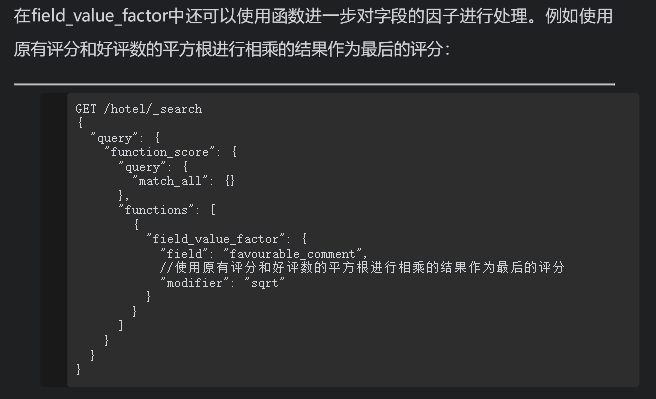 在field_value_factor中还可以使用函数进一步对字段的因子进行处理。例如使用
原有评分和好评数的平方根进行相乘的结果作为最后的评分：
GET /hotel/_search
{
  "query": {
    "function_score": {
      "query": {
        "match_all": {}
      },
      "functions": [
        {
          "field_value_factor": {
            "field": "favourable_comment",
            //使用原有评分和好评数的平方根进行相乘的结果作为最后的评分
            "modifier": "sqrt"
          }
        }
      ]
    }
  }
}